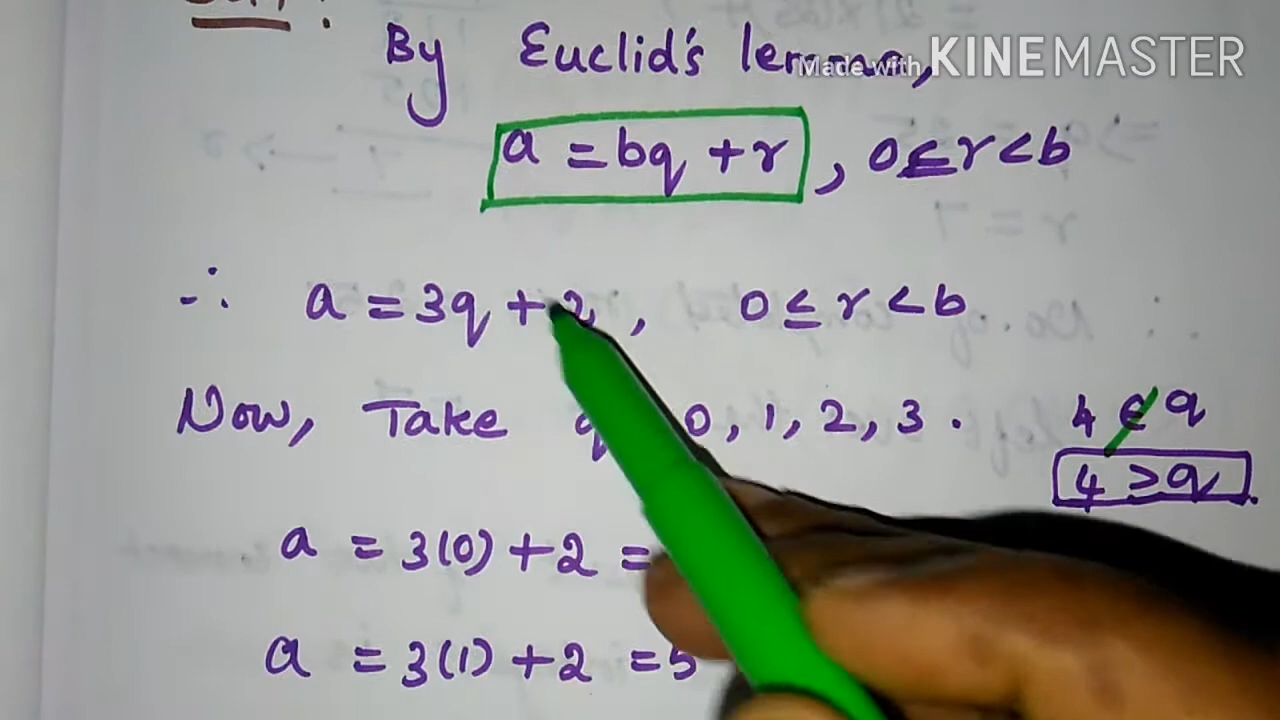 By Euclid's lemma,
Made with KINEMASTER
a = bq + r , 0 ≤ r < b
∴ a = 3q + 2 , 0 ≤ r < b .
Now, Take q 0, 1, 2, 3 . 4 ∉ q
4 > q .
a = 3(0) + 2 =
a = 3(1) + 2 = 5